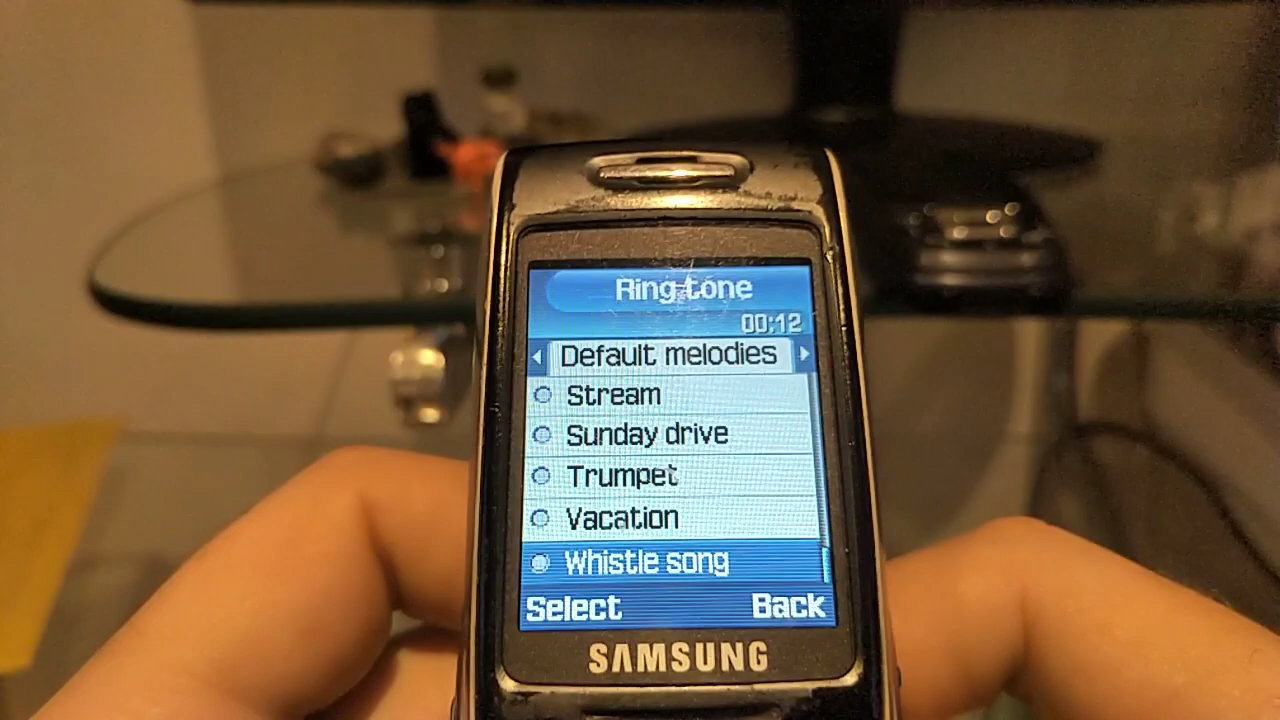 Ring tone
00:12
Default melodies
Stream
Sunday drive
Trumpet
Vacation
Whistle song
Select Back
SAMSUNG